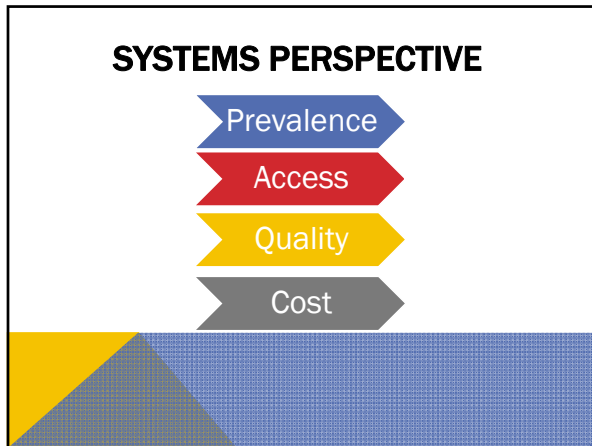 SYSTEMS PERSPECTIVE
Prevalence
Access
Quality
Cost